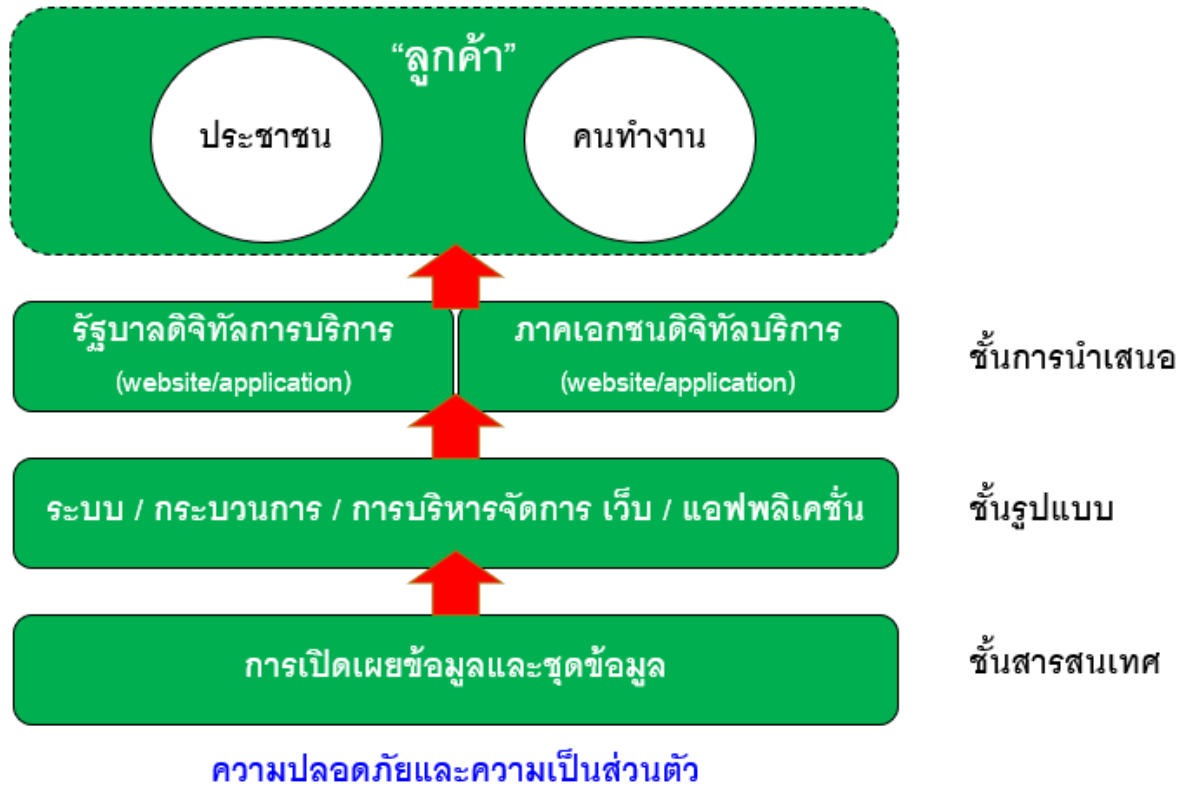 “ลูกค้า”
ประชาชน
คนทำงาน
รัฐบาลดิจิทัลการบริการ
(website/application)
ภาคเอกชนดิจิทัลบริการ
(website/application)
ชั้นการนำเสนอ
ระบบ / กระบวนการ / การบริหารจัดการ เว็บ / แอฟพลิเคชั่น
ชั้นรูปแบบ
การเปิดเผยข้อมูลและชุดข้อมูล
ชั้นสารสนเทศ
ความปลอดภัยและความเป็นส่วนตัว